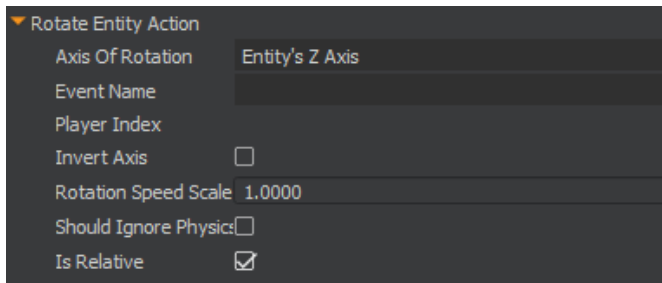 Rotate Entity Action
Axis Of Rotation Entity's Z Axis
Event Name
Player Index
Invert Axis
Rotation Speed Scale 1.0000
Should Ignore Physics
Is Relative